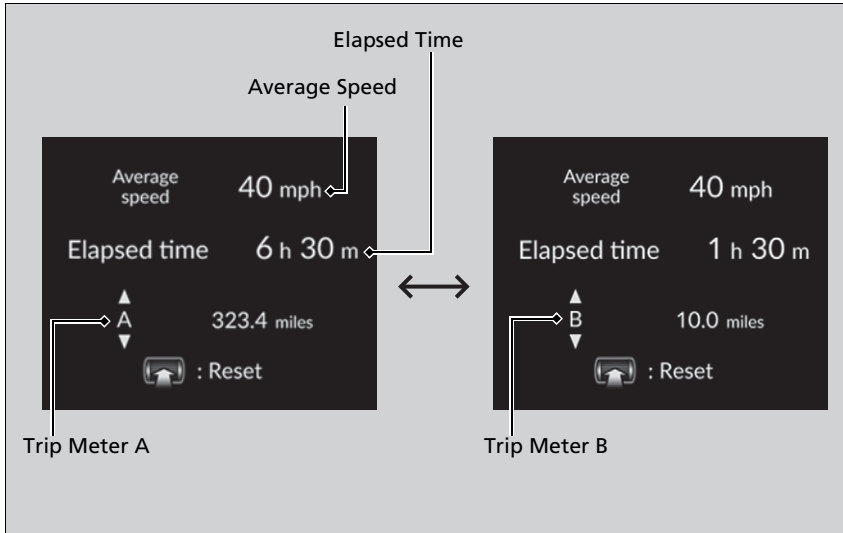 Elapsed Time
Average Speed
Average
speed
40 mph
Elapsed time 6 h 30 m
A 323.4 miles
: Reset
Trip Meter A
Average
speed
40 mph
Elapsed time 1 h 30 m
B 10.0 miles
: Reset
Trip Meter B